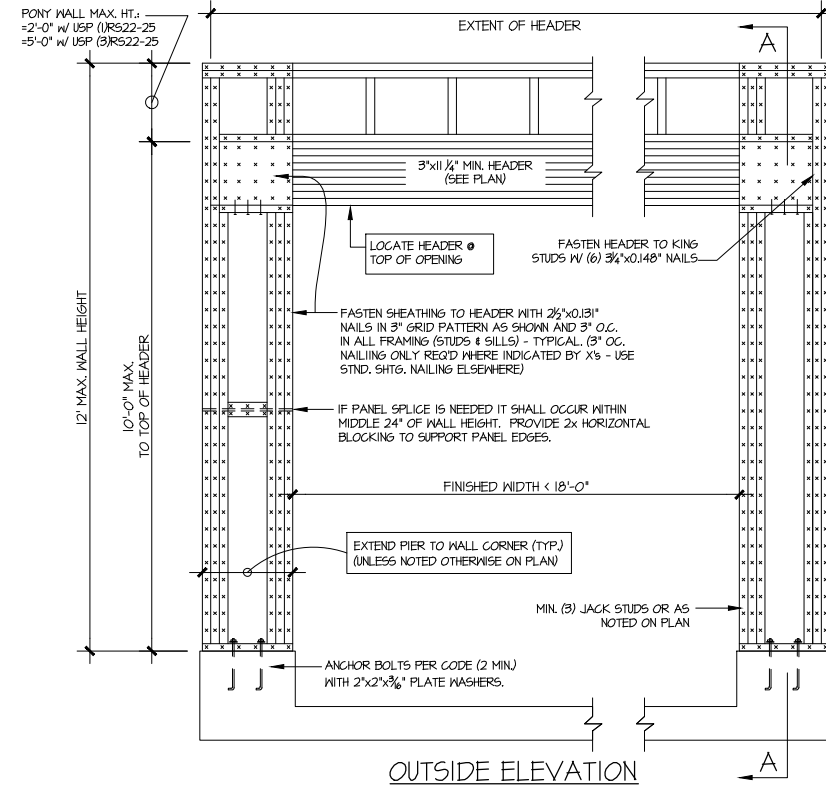 PONY WALL MAX. HT.:
=2'-0" W/ USP (1)RS22-25
=5'-0" W/ USP (3)RS22-25
EXTENT OF HEADER
A
3"x11 1/4" MIN. HEADER
(SEE PLAN)
LOCATE HEADER @
TOP OF OPENING
FASTEN HEADER TO KING
STUDS W/ (6) 3 1/4"x0.148" NAILS
FASTEN SHEATHING TO HEADER WITH 2 1/2"x0.131"
NAILS IN 3" GRID PATTERN AS SHOWN AND 3" O.C.
IN ALL FRAMING (STUDS & SILLS) - TYPICAL. (3" OC.
NAILIING ONLY REQ'D WHERE INDICATED BY X's - USE
STND. SHTG. NAILING ELSEWHERE)
12' MAX. WALL HEIGHT
10'-0" MAX.
TO TOP OF HEADER
IF PANEL SPLICE IS NEEDED IT SHALL OCCUR WITHIN
MIDDLE 24" OF WALL HEIGHT. PROVIDE 2x HORIZONTAL
BLOCKING TO SUPPORT PANEL EDGES.
FINISHED WIDTH < 18'-0"
EXTEND PIER TO WALL CORNER (TYP.)
(UNLESS NOTED OTHERWISE ON PLAN)
MIN. (3) JACK STUDS OR AS
NOTED ON PLAN
ANCHOR BOLTS PER CODE (2 MIN.)
WITH 2"x2"x3/16" PLATE WASHERS.
OUTSIDE ELEVATION
A